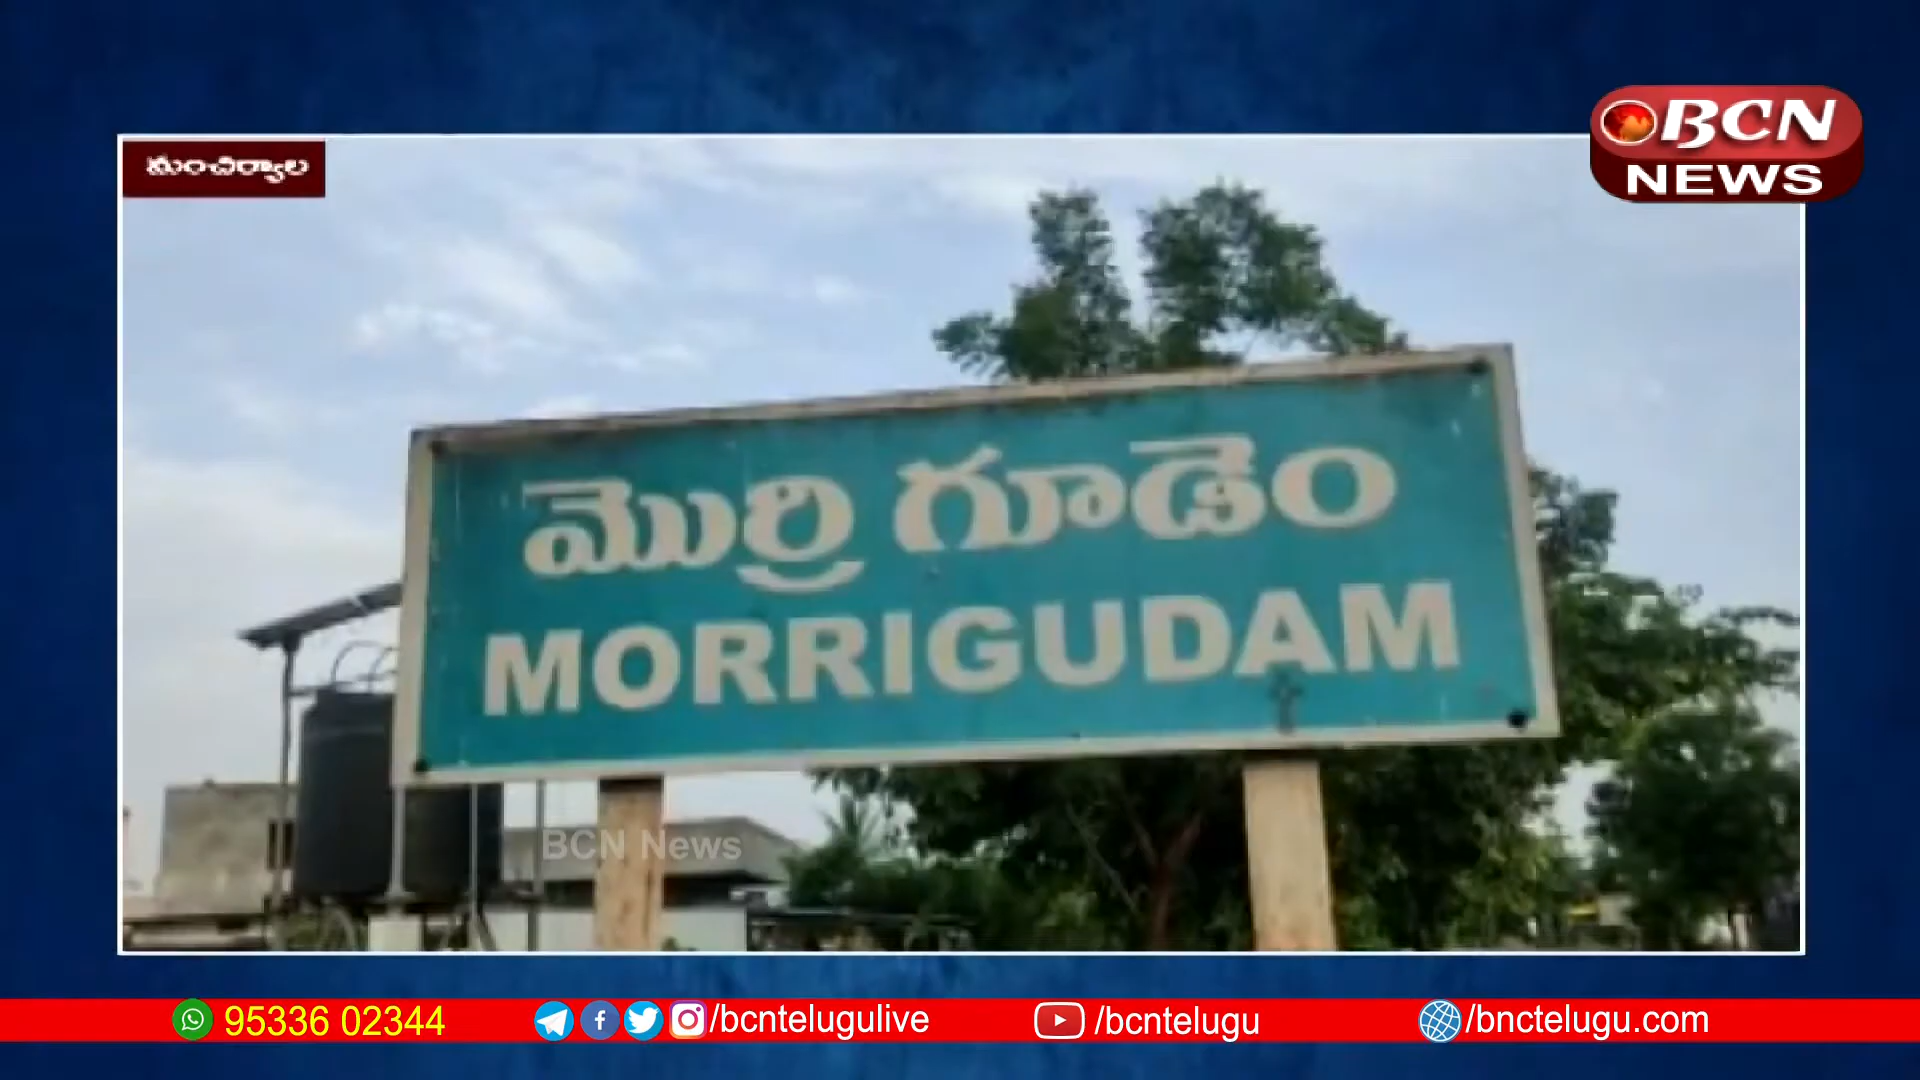 BCN
NEWS
మంచిర్యాల
మొర్రి గూడెం
MORRIGUDAM
BCN News
95336 02344
/bcntelugulive
/bcntelugu
/bnctelugu.com